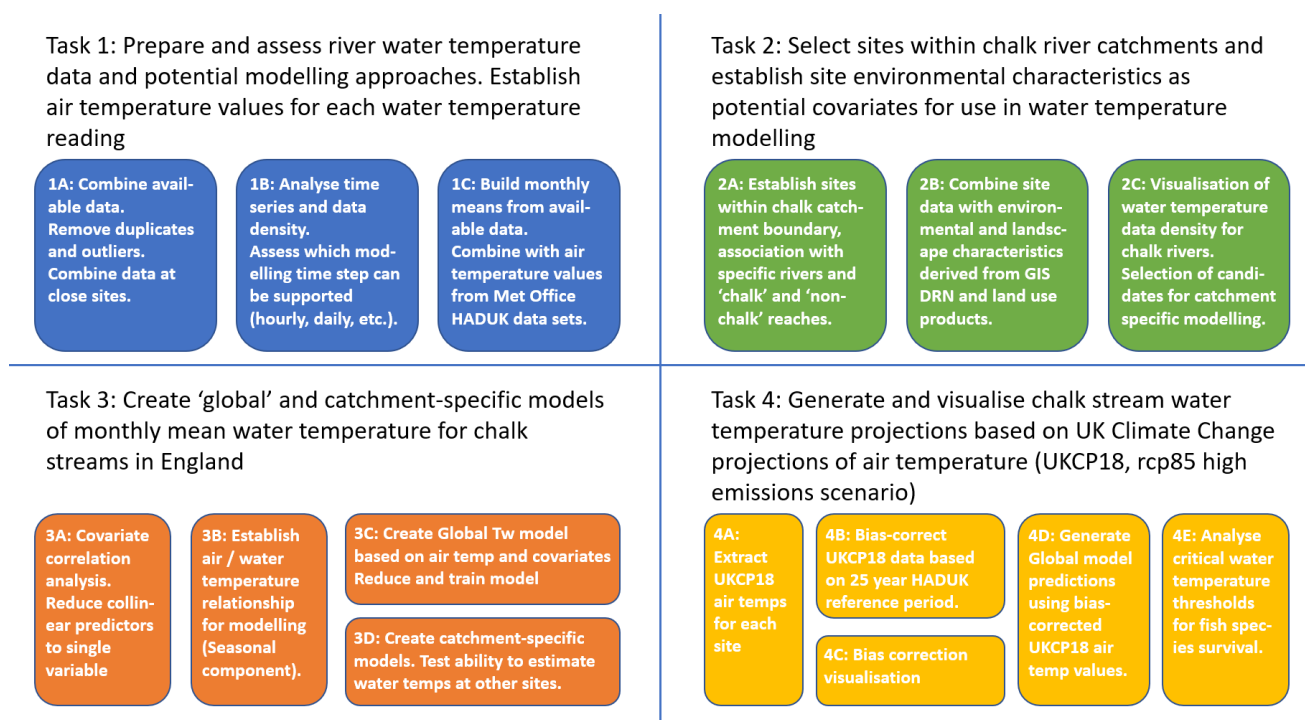 Task 1: Prepare and assess river water temperature
data and potential modelling approaches. Establish
air temperature values for each water temperature
reading
1A: Combine avail-
able data.
Remove duplicates
and outliers.
Combine data at
close sites.
1B: Analyse time
series and data
density.
Assess which mod-
elling time step can
be supported
(hourly, daily, etc.).
1C: Build monthly
means from avail-
able data.
Combine with air
temperature values
from Met Office
HADUK data sets.
Task 2: Select sites within chalk river catchments and
establish site environmental characteristics as
potential covariates for use in water temperature
modelling
2A: Establish sites
within chalk catch-
ment boundary,
association with
specific rivers and
‘chalk’ and ‘non-
chalk’ reaches.
2B: Combine site
data with environ-
mental and landsc-
ape characteristics
derived from GIS
DRN and land use
products.
2C: Visualisation of
water temperature
data density for
chalk rivers.
Selection of candi-
dates for catchment
specific modelling.
Task 3: Create ‘global’ and catchment-specific models
of monthly mean water temperature for chalk
streams in England
3A: Covariate
correlation
analysis.
Reduce collin-
ear predictors
to single
variable
3B: Establish
air / water
temperature
relationship
for modelling
(Seasonal
component).
3C: Create Global Tw model
based on air temp and covariates
Reduce and train model
3D: Create catchment-specific
models. Test ability to estimate
water temps at other sites.
Task 4: Generate and visualise chalk stream water
temperature projections based on UK Climate Change
projections of air temperature (UKCP18, rcp85 high
emissions scenario)
4A:
Extract
UKCP18
air temps
for each
site
4B: Bias-correct
UKCP18 data based
on 25 year HADUK
reference period.
4C: Bias correction
visualisation
4D: Generate
Global model
predictions
using bias-
corrected
UKCP18 air
temp values.
4E: Analyse
critical water
temperature
thresholds
for fish spec-
ies survival.